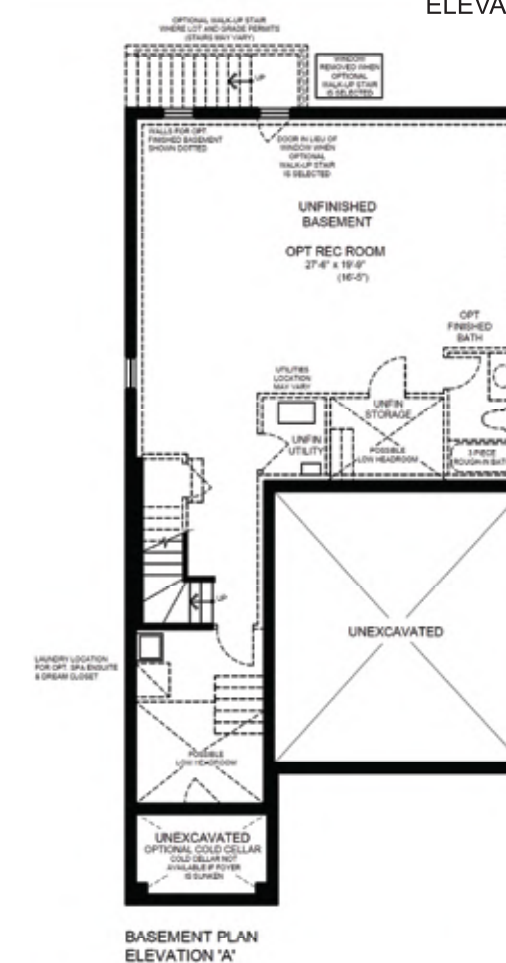 ELEVA
OPTIONAL WALK-UP STAIR
WHERE LOT AND GRADE PERMITS
(STAIRS MAY VARY)
UP
WINDOW
REMOVED WHEN
OPTIONAL
WALK-UP STAIR
IS SELECTED
WALLS FOR OPT
FINISHED BASEMENT
SHOWN DOTTED
DOOR IN LIEU OF
WINDOW WHEN
OPTIONAL
WALK-UP STAIR
IS SELECTED
UNFINISHED
BASEMENT
OPT REC ROOM
27'-6" x 19'-9"
(16'-5")
OPT
FINISHED
BATH
UTILITIES
LOCATION
MAY VARY
UNFIN
STORAGE
UNFIN
UTILITY
POSSIBLE
LOW HEADROOM
3 PIECE
ROUGH-IN BAT
UP
UNEXCAVATED
LAUNDRY LOCATION
FOR OPT. SPA ENSUITE
& DREAM CLOSET
POSSIBLE
LOW HEADROOM
UNEXCAVATED
OPTIONAL COLD CELLAR
COLD CELLAR NOT
AVAILABLE IF FOYER
IS SUNKEN
BASEMENT PLAN
ELEVATION "A"